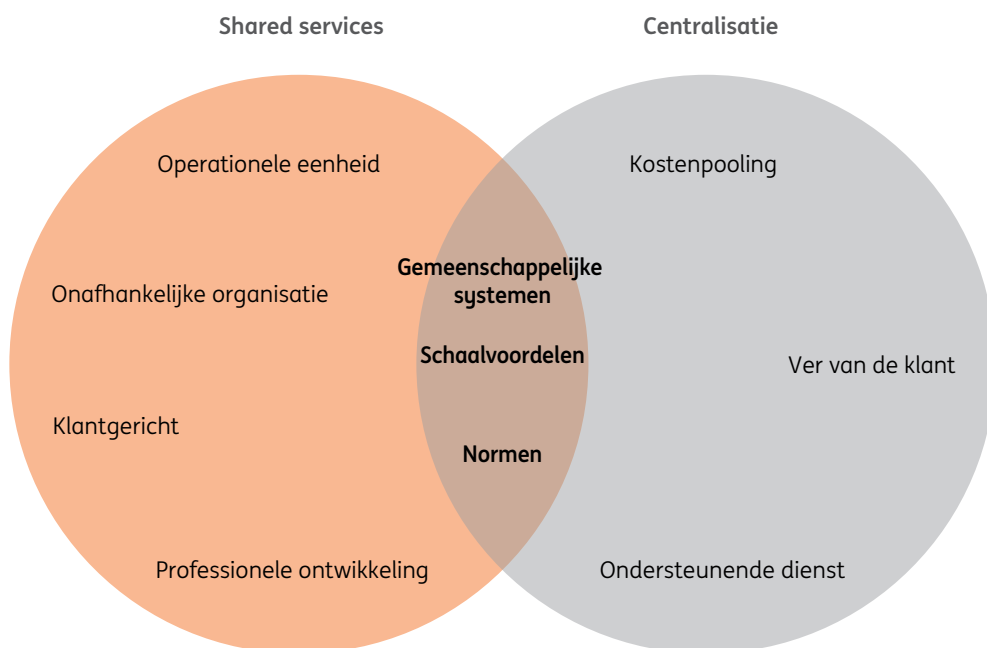 Shared services
Centralisatie
Operationele eenheid
Kostenpooling
Gemeenschappelijke
systemen
Onafhankelijke organisatie
Schaalvoordelen
Ver van de klant
Klantgericht
Normen
Professionele ontwikkeling
Ondersteunende dienst